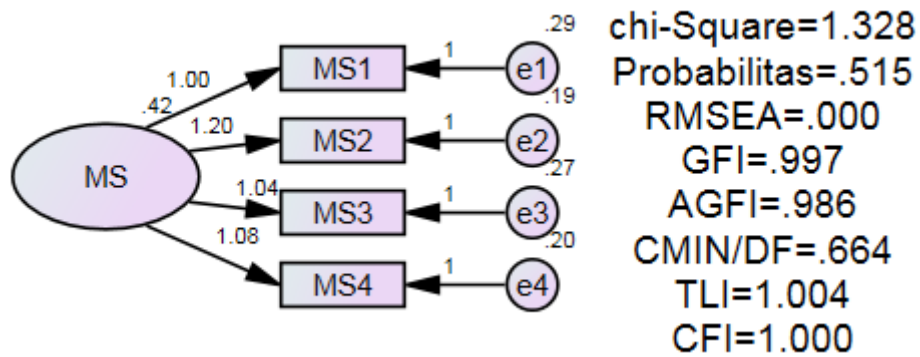 .29
1.00
MS1
1
e1
.42
.19
1.20
MS2
1
e2
MS
.27
1.04
MS3
1
e3
.20
1.08
MS4
1
e4
chi-Square=1.328
Probabilitas=.515
RMSEA=.000
GFI=.997
AGFI=.986
CMIN/DF=.664
TLI=1.004
CFI=1.000